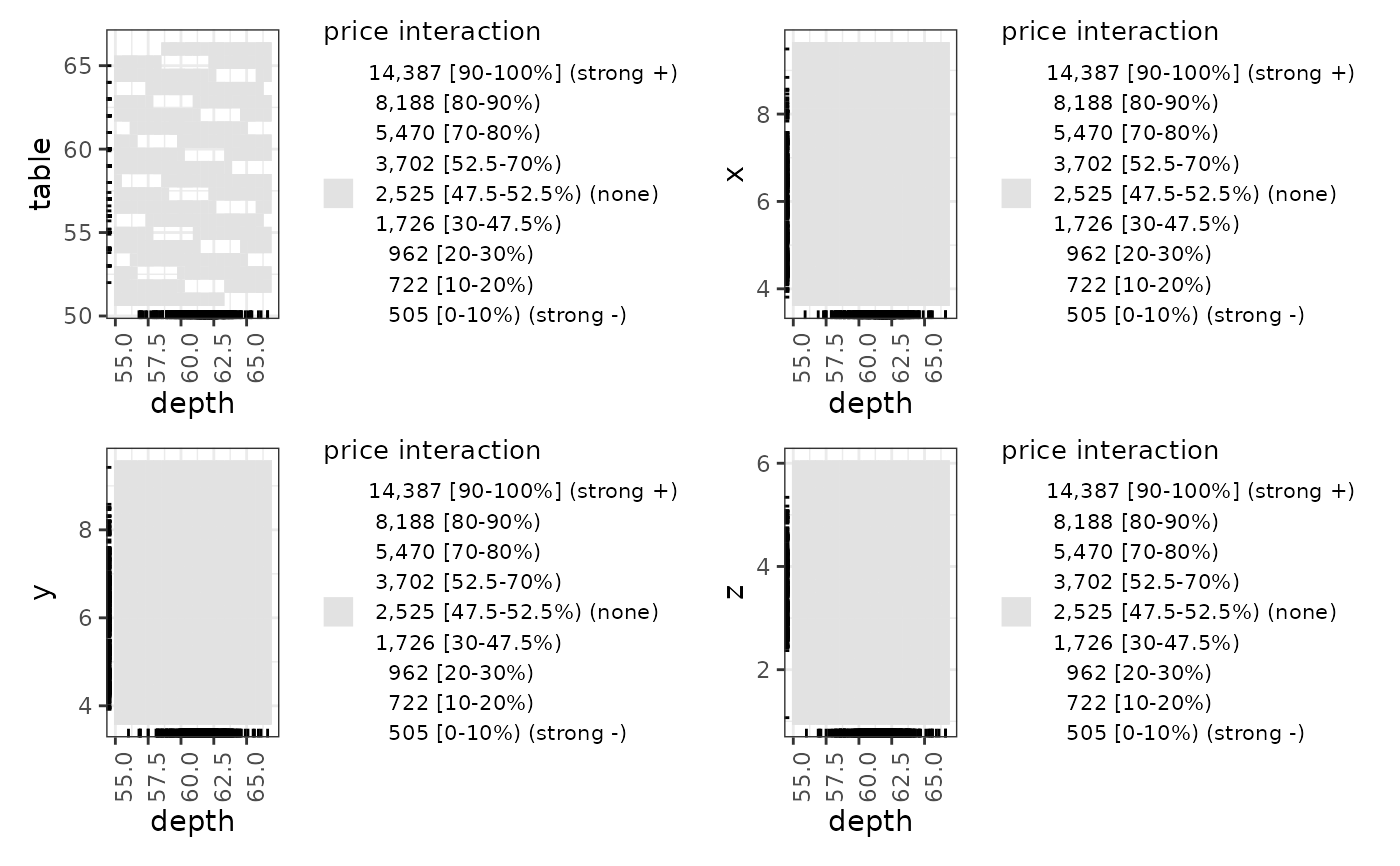 price interaction
14,387 [90-100%] (strong +)
8,188 [80-90%)
5,470 [70-80%)
3,702 [52.5-70%)
2,525 [47.5-52.5%) (none)
1,726 [30-47.5%)
962 [20-30%)
722 [10-20%)
505 [0-10%) (strong -)
table
65
60
55
50
55.0
57.5
60.0
62.5
65.0
depth
price interaction
14,387 [90-100%] (strong +)
8,188 [80-90%)
5,470 [70-80%)
3,702 [52.5-70%)
2,525 [47.5-52.5%) (none)
1,726 [30-47.5%)
962 [20-30%)
722 [10-20%)
505 [0-10%) (strong -)
x
8
6
4
55.0
57.5
60.0
62.5
65.0
depth
price interaction
14,387 [90-100%] (strong +)
8,188 [80-90%)
5,470 [70-80%)
3,702 [52.5-70%)
2,525 [47.5-52.5%) (none)
1,726 [30-47.5%)
962 [20-30%)
722 [10-20%)
505 [0-10%) (strong -)
y
8
6
4
55.0
57.5
60.0
62.5
65.0
depth
price interaction
14,387 [90-100%] (strong +)
8,188 [80-90%)
5,470 [70-80%)
3,702 [52.5-70%)
2,525 [47.5-52.5%) (none)
1,726 [30-47.5%)
962 [20-30%)
722 [10-20%)
505 [0-10%) (strong -)
z
6
4
2
55.0
57.5
60.0
62.5
65.0
depth